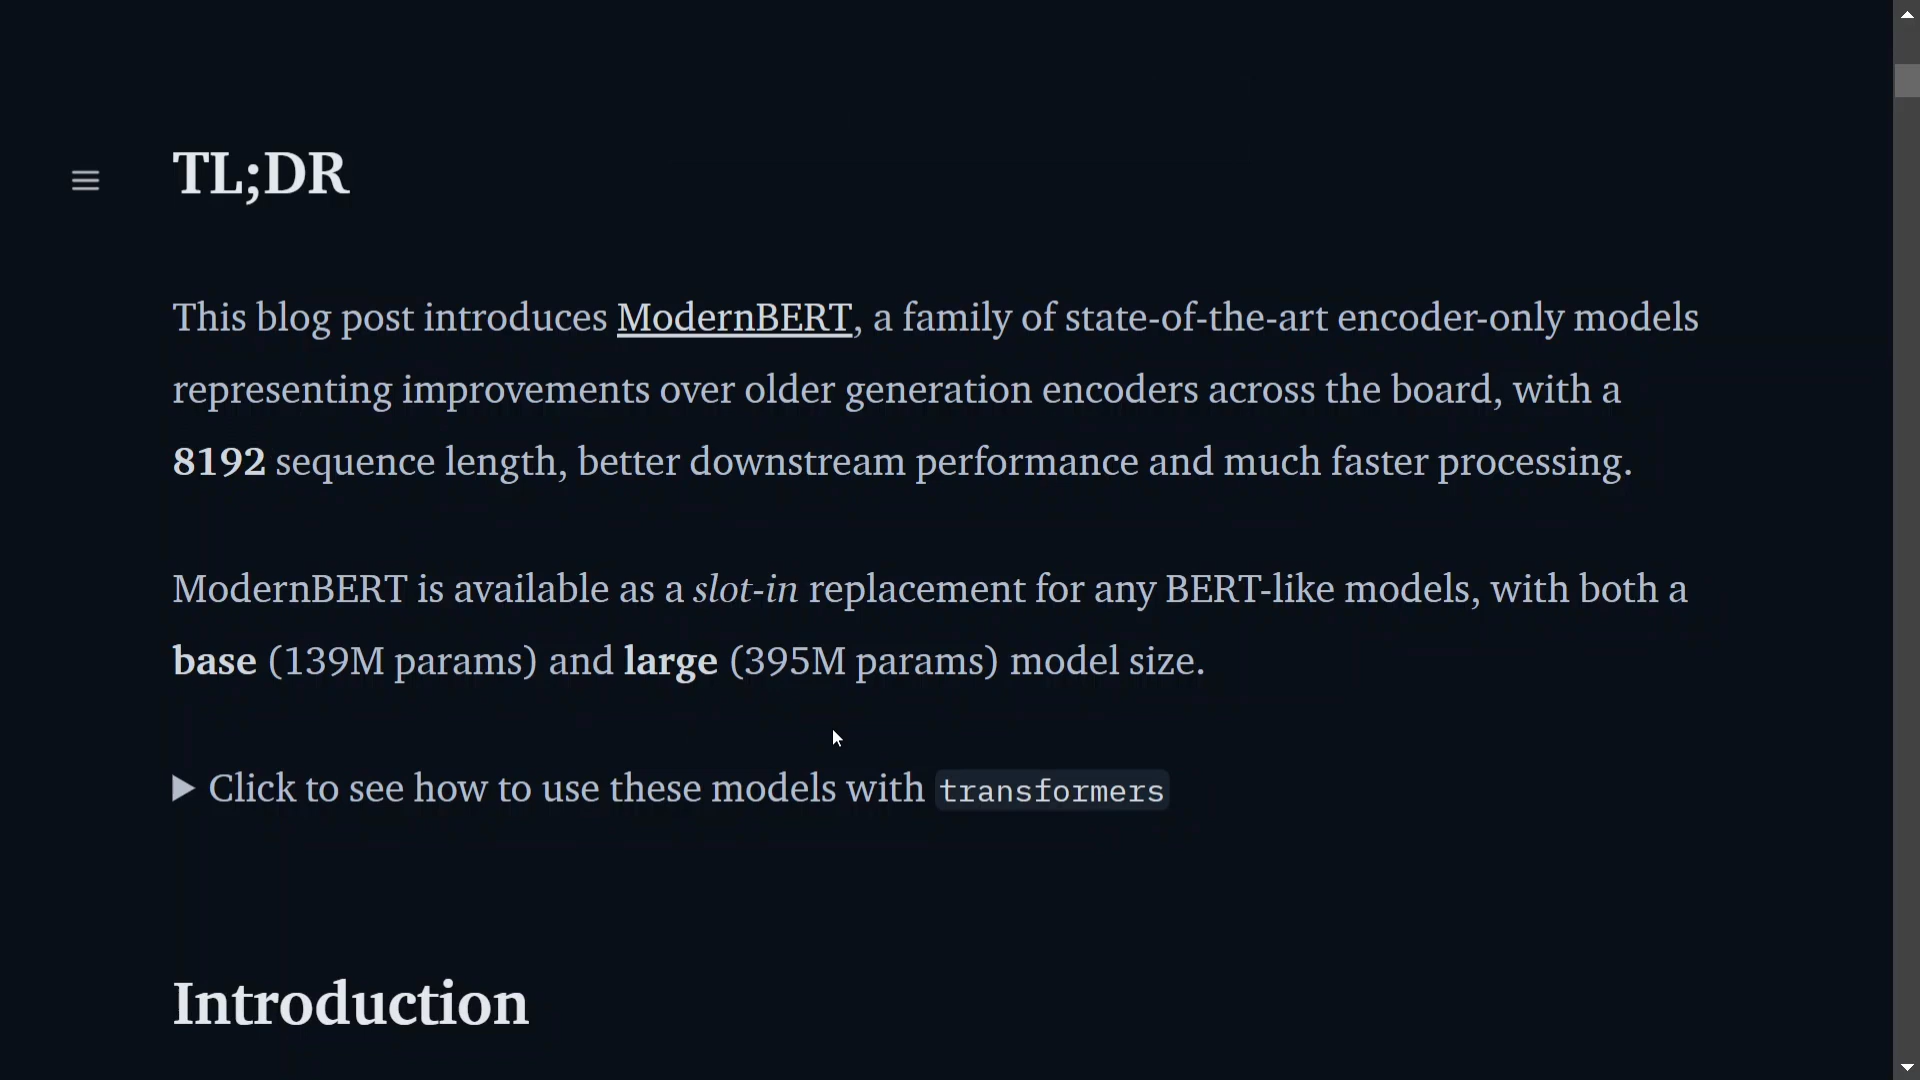 TL;DR
This blog post introduces ModernBERT, a family of state-of-the-art encoder-only models
representing improvements over older generation encoders across the board, with a
8192 sequence length, better downstream performance and much faster processing.
ModernBERT is available as a slot-in replacement for any BERT-like models, with both a
base (139M params) and large (395M params) model size.
Click to see how to use these models with transformers
Introduction